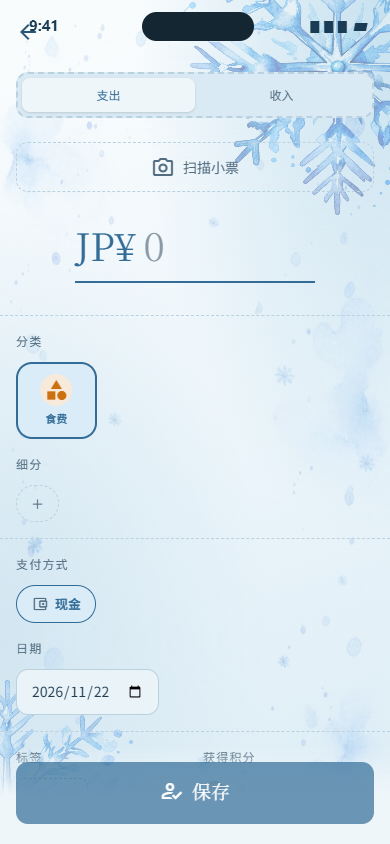 9:41
支出
收入
扫描小票
JP¥ 0
分类
食费
细分
+
支付方式
现金
日期
2026/11/22
标签
获得积分
保存